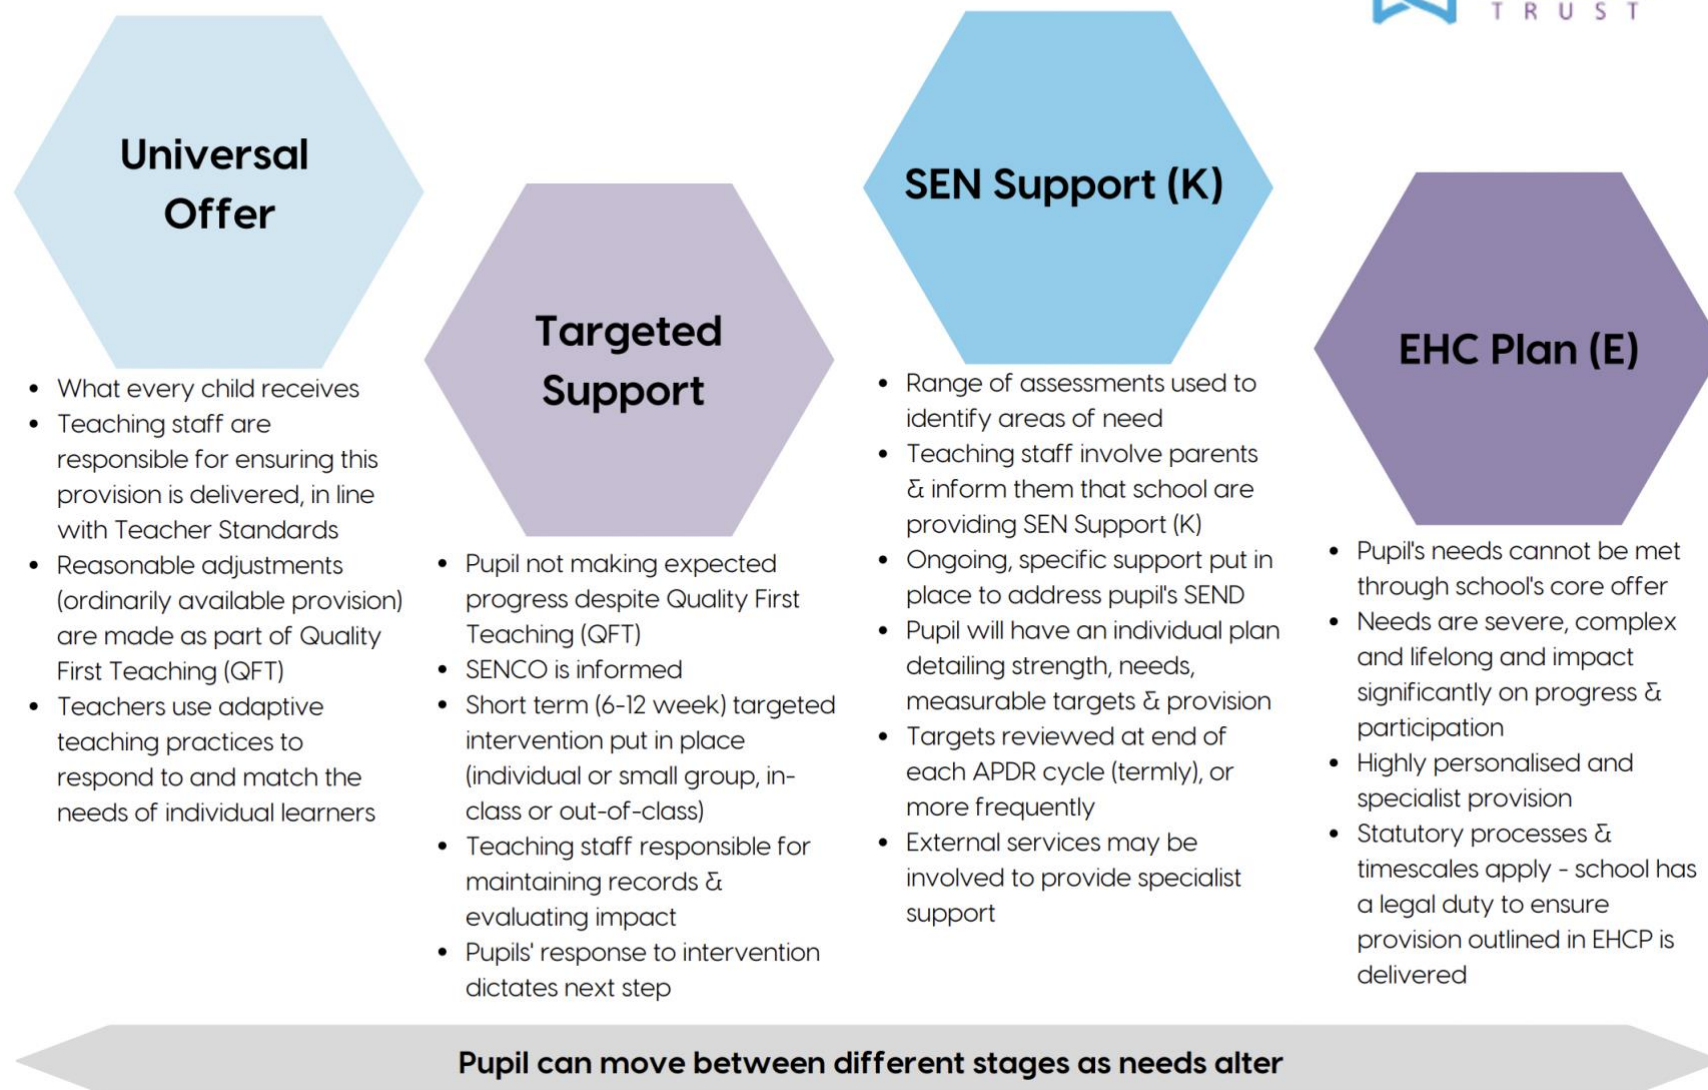 TRUST
Universal
Offer
• What every child receives
• Teaching staff are
responsible for ensuring this
provision is delivered, in line
with Teacher Standards
• Reasonable adjustments
(ordinarily available provision)
are made as part of Quality
First Teaching (QFT)
• Teachers use adaptive
teaching practices to
respond to and match the
needs of individual learners
Targeted
Support
• Pupil not making expected
progress despite Quality First
Teaching (QFT)
• SENCO is informed
• Short term (6-12 week) targeted
intervention put in place
(individual or small group, in-
class or out-of-class)
• Teaching staff responsible for
maintaining records &
evaluating impact
• Pupils' response to intervention
dictates next step
SEN Support (K)
• Range of assessments used to
identify areas of need
• Teaching staff involve parents
& inform them that school are
providing SEN Support (K)
• Ongoing, specific support put in
place to address pupil's SEND
• Pupil will have an individual plan
detailing strength, needs,
measurable targets & provision
• Targets reviewed at end of
each APDR cycle (termly), or
more frequently
• External services may be
involved to provide specialist
support
EHC Plan (E)
• Pupil's needs cannot be met
through school's core offer
• Needs are severe, complex
and lifelong and impact
significantly on progress &
participation
• Highly personalised and
specialist provision
• Statutory processes &
timescales apply - school has
a legal duty to ensure
provision outlined in EHCP is
delivered
Pupil can move between different stages as needs alter